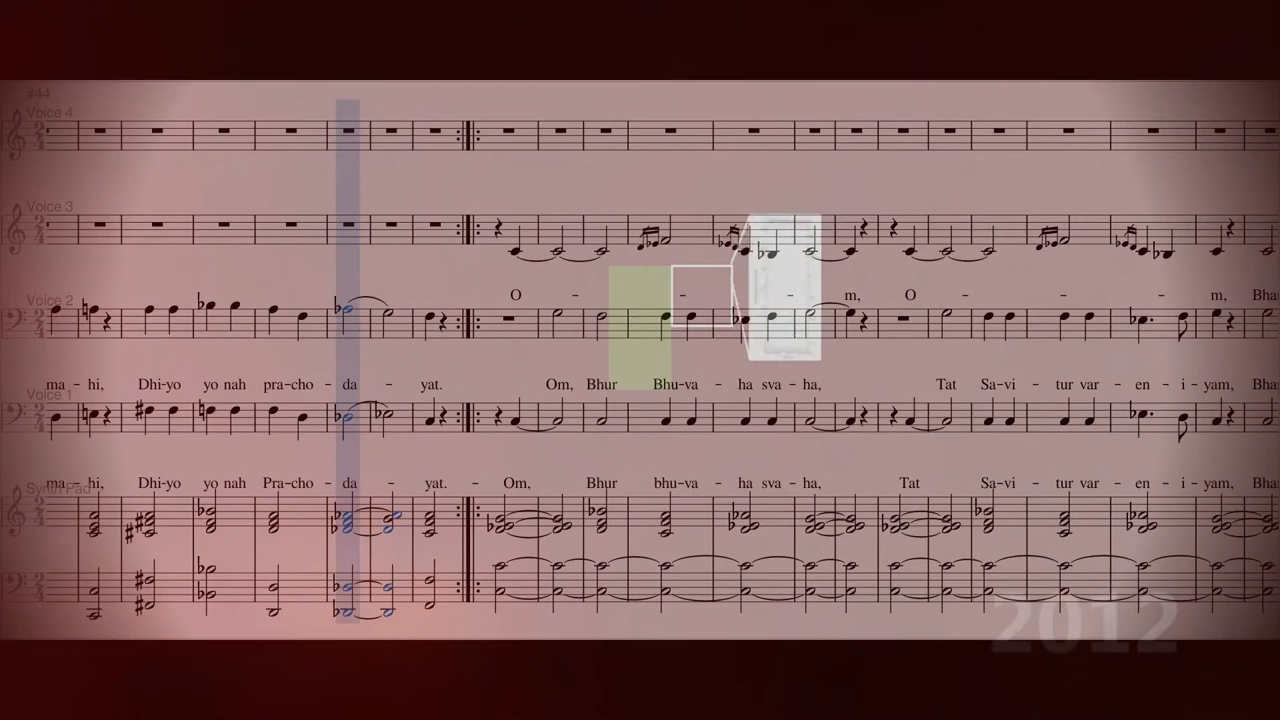 #44
Voice 4
Voice 3
O - - - - m, O - - - - m, Bha
Voice 2
ma - hi, Dhi-yo yo nah pra-cho - da - yat. Om, Bhur Bhu-va - ha sva - ha, Tat Sa-vi - tur var - en - i - yam, Bha
Voice 1
ma - hi, Dhi-yo yo nah Pra-cho - da - yat. - Om, Bhur bhu-va - ha sva - ha, Tat Sa-vi - tur var - en - i - yam, Bha
Synth Pad
2012